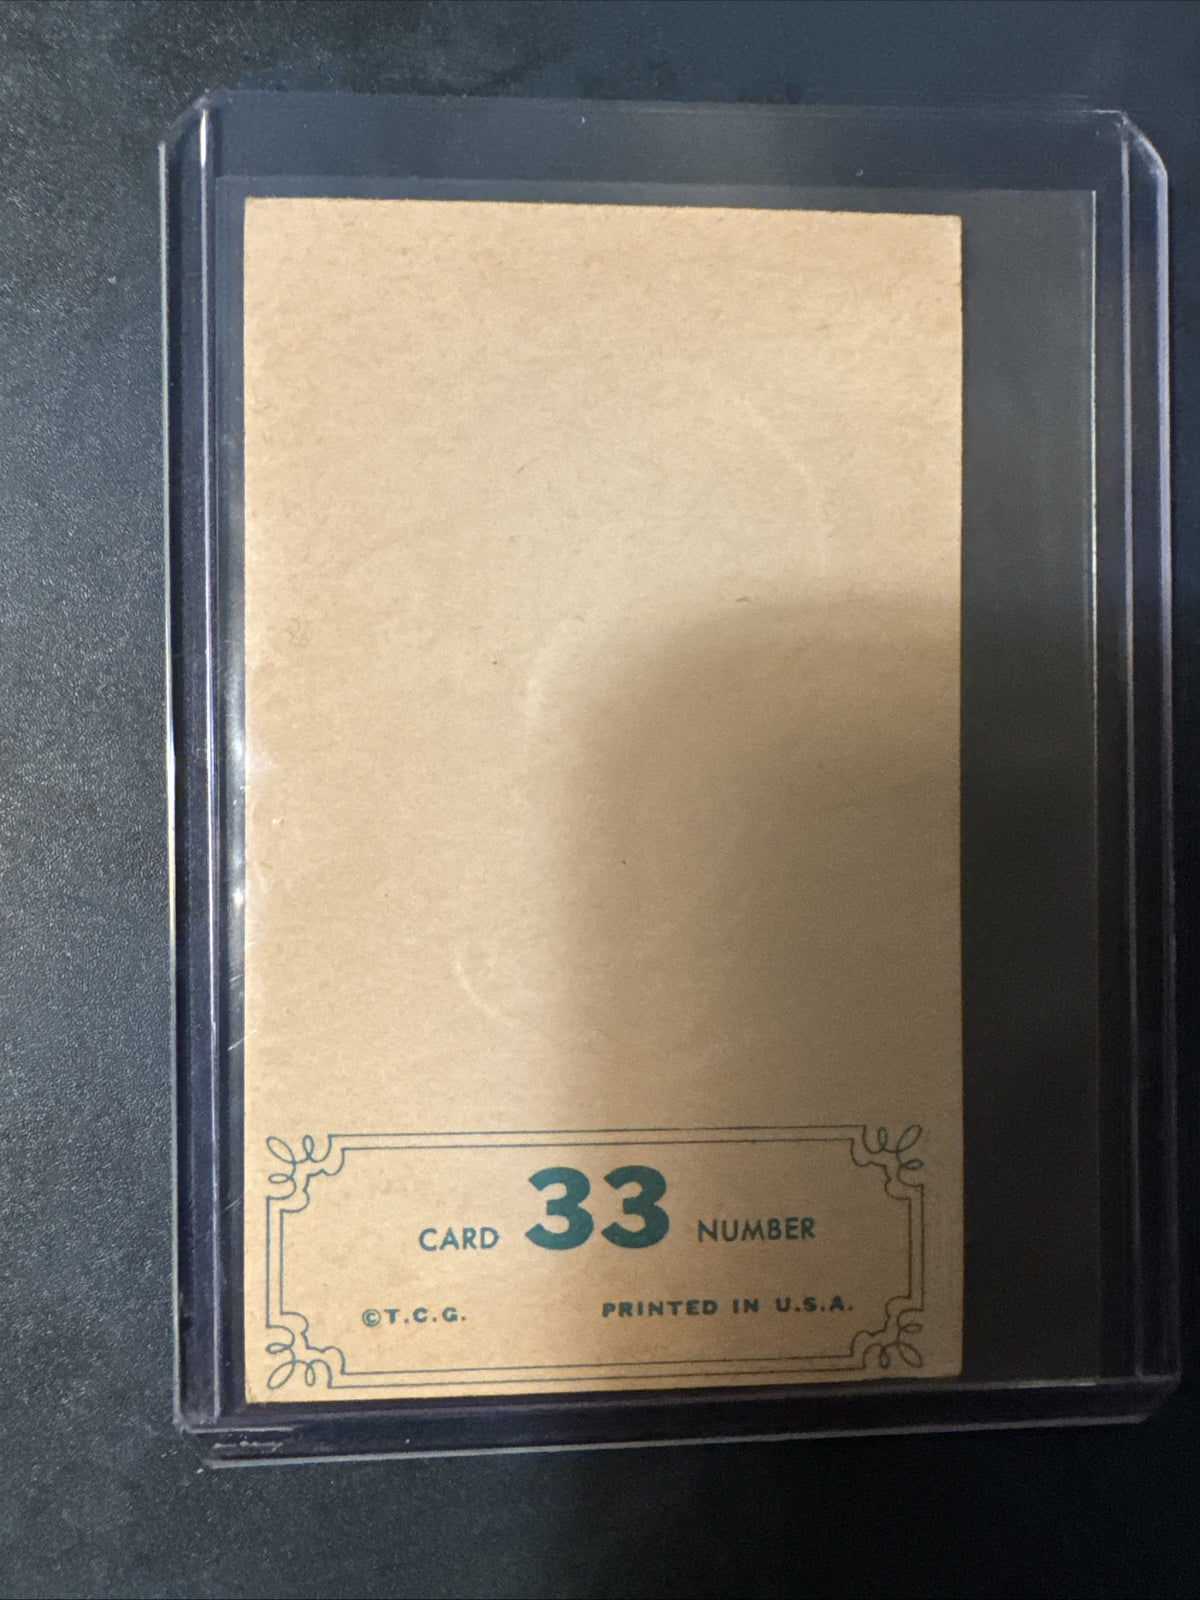 CARD 33 NUMBER
©T.C.G. PRINTED IN U.S.A.